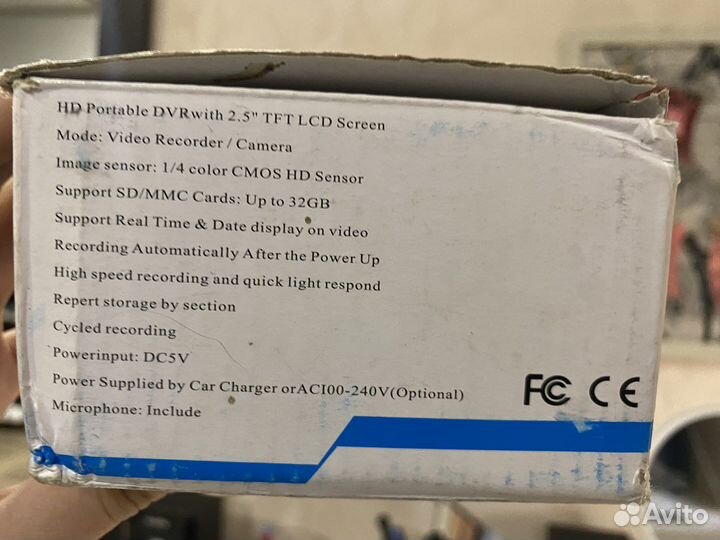 HD Portable DVRwith 2.5" TFT LCD Screen
Mode: Video Recorder / Camera
Image sensor: 1/4 color CMOS HD Sensor
Support SD/MMC Cards: Up to 32GB
Support Real Time & Date display on video
Recording Automatically After the Power Up
High speed recording and quick light respond
Repert storage by section
Cycled recording
Powerinput: DC5V
Power Supplied by Car Charger orACI00-240V(Optional)
Microphone: Include
FC CE
Avito